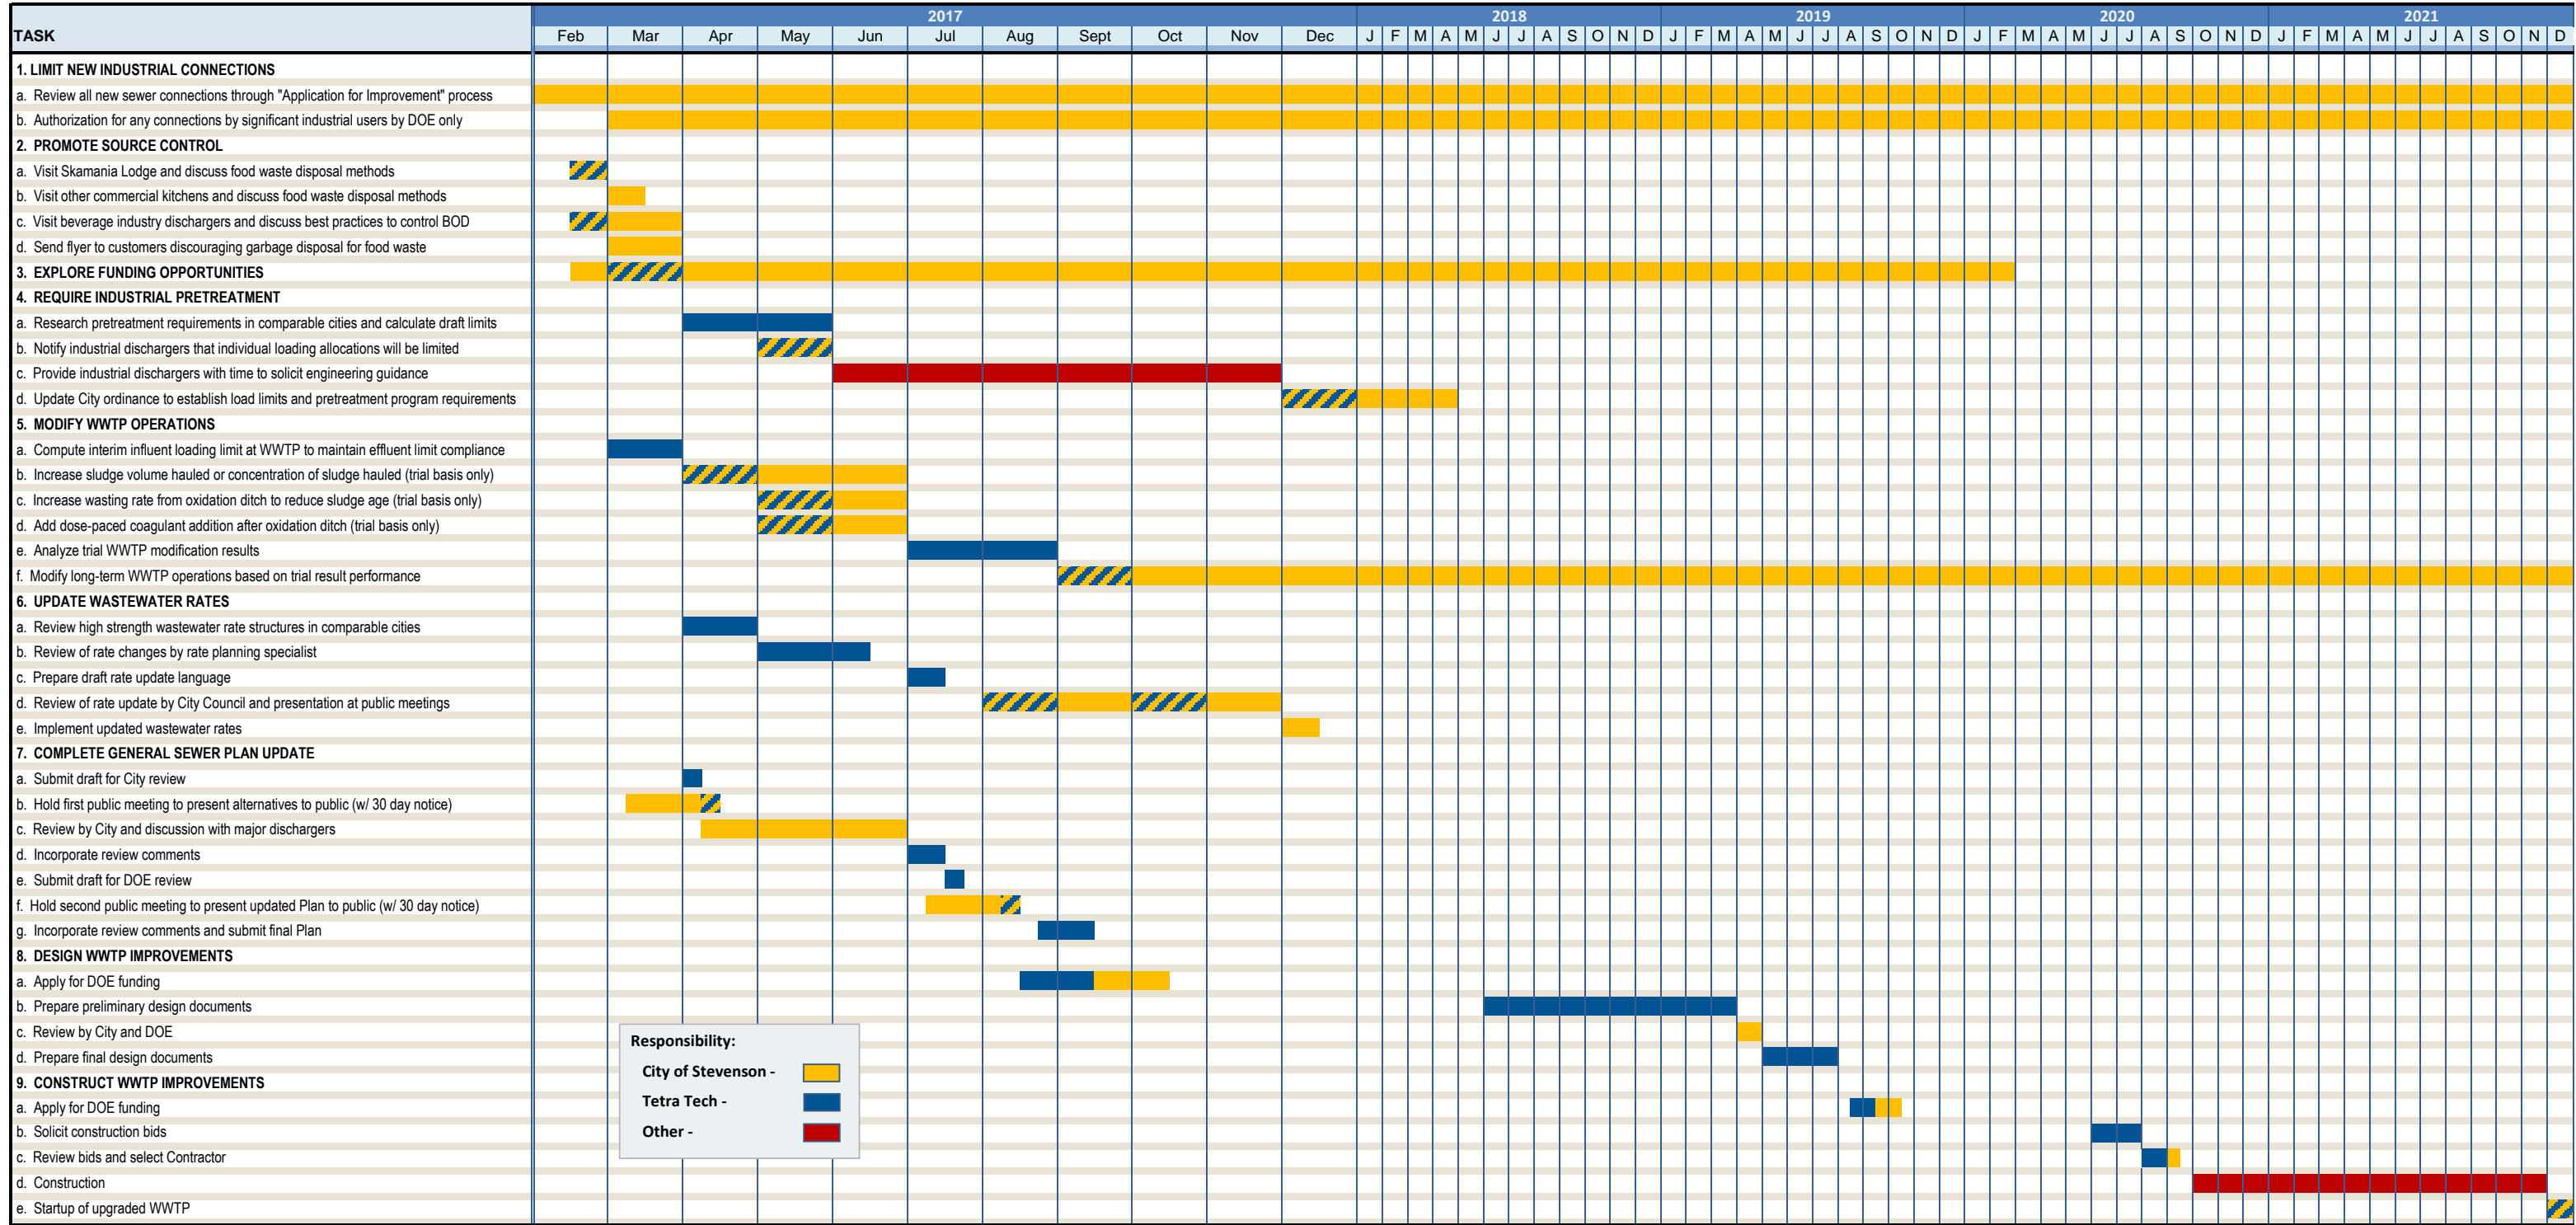 2017 2018 2019 2020 2021
TASK Feb Mar Apr May Jun Jul Aug Sept Oct Nov Dec J F M A M J J A S O N D J F M A M J J A S O N D J F M A M J J A S O N D J F M A M J J A S O N D
1. LIMIT NEW INDUSTRIAL CONNECTIONS
a. Review all new sewer connections through "Application for Improvement" process
b. Authorization for any connections by significant industrial users by DOE only
2. PROMOTE SOURCE CONTROL
a. Visit Skamania Lodge and discuss food waste disposal methods
b. Visit other commercial kitchens and discuss food waste disposal methods
c. Visit beverage industry dischargers and discuss best practices to control BOD
d. Send flyer to customers discouraging garbage disposal for food waste
3. EXPLORE FUNDING OPPORTUNITIES
4. REQUIRE INDUSTRIAL PRETREATMENT
a. Research pretreatment requirements in comparable cities and calculate draft limits
b. Notify industrial dischargers that individual loading allocations will be limited
c. Provide industrial dischargers with time to solicit engineering guidance
d. Update City ordinance to establish load limits and pretreatment program requirements
5. MODIFY WWTP OPERATIONS
a. Compute interim influent loading limit at WWTP to maintain effluent limit compliance
b. Increase sludge volume hauled or concentration of sludge hauled (trial basis only)
c. Increase wasting rate from oxidation ditch to reduce sludge age (trial basis only)
d. Add dose-paced coagulant addition after oxidation ditch (trial basis only)
e. Analyze trial WWTP modification results
f. Modify long-term WWTP operations based on trial result performance
6. UPDATE WASTEWATER RATES
a. Review high strength wastewater rate structures in comparable cities
b. Review of rate changes by rate planning specialist
c. Prepare draft rate update language
d. Review of rate update by City Council and presentation at public meetings
e. Implement updated wastewater rates
7. COMPLETE GENERAL SEWER PLAN UPDATE
a. Submit draft for City review
b. Hold first public meeting to present alternatives to public (w/ 30 day notice)
c. Review by City and discussion with major dischargers
d. Incorporate review comments
e. Submit draft for DOE review
f. Hold second public meeting to present updated Plan to public (w/ 30 day notice)
g. Incorporate review comments and submit final Plan
8. DESIGN WWTP IMPROVEMENTS
a. Apply for DOE funding
b. Prepare preliminary design documents
c. Review by City and DOE
d. Prepare final design documents
9. CONSTRUCT WWTP IMPROVEMENTS
a. Apply for DOE funding
b. Solicit construction bids
c. Review bids and select Contractor
d. Construction
e. Startup of upgraded WWTP
Responsibility:
City of Stevenson -
Tetra Tech -
Other -